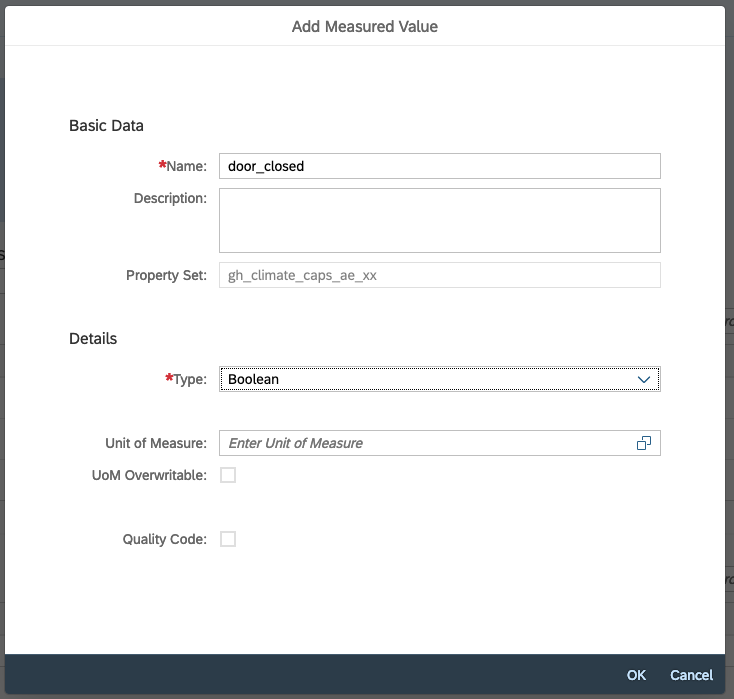 Add Measured Value
Basic Data
*Name: door_closed
Description:
Property Set: gh_climate_caps_ae_xx
Details
*Type: Boolean
Unit of Measure: Enter Unit of Measure
UoM Overwritable:
Quality Code:
OK Cancel